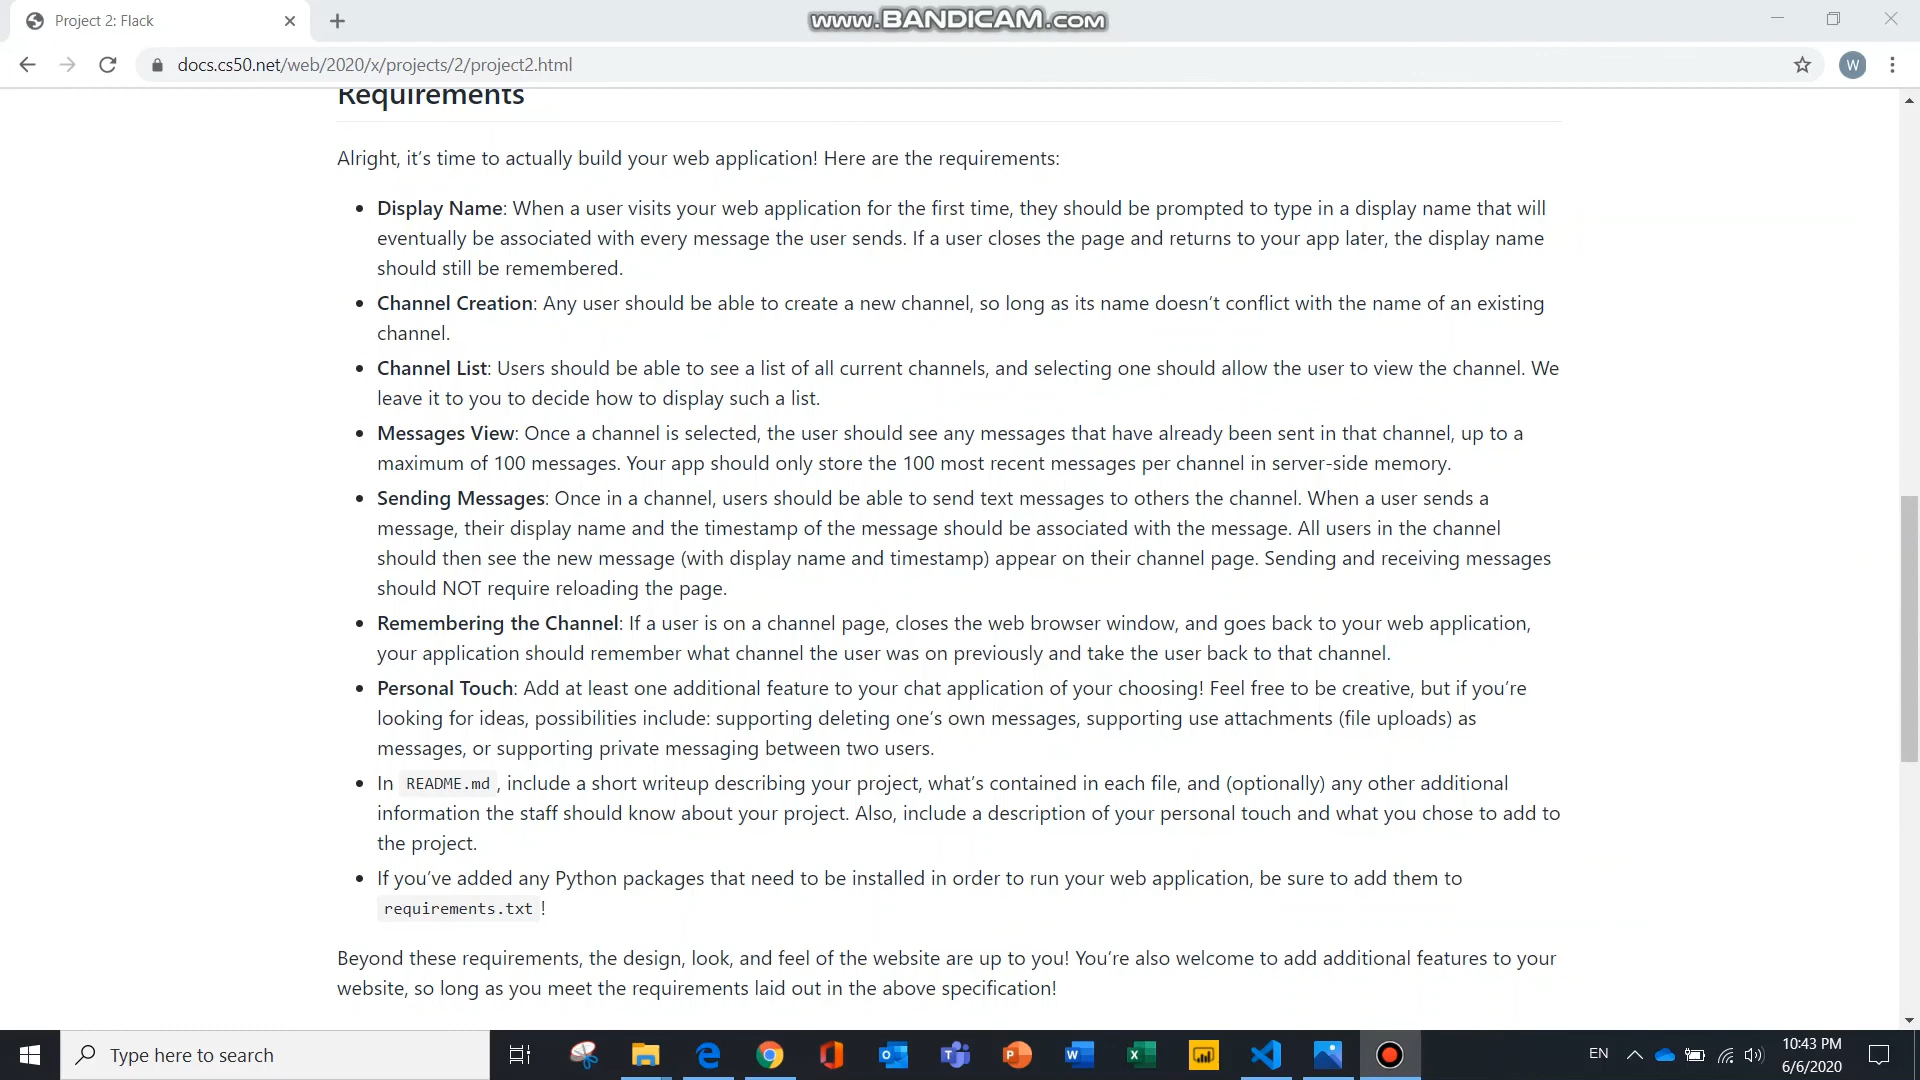 Project 2: Flack
www.BANDICAM.com
docs.cs50.net/web/2020/x/projects/2/project2.html
W
Requirements
Alright, it's time to actually build your web application! Here are the requirements:
Display Name: When a user visits your web application for the first time, they should be prompted to type in a display name that will
eventually be associated with every message the user sends. If a user closes the page and returns to your app later, the display name
should still be remembered.
Channel Creation: Any user should be able to create a new channel, so long as its name doesn't conflict with the name of an existing
channel.
Channel List: Users should be able to see a list of all current channels, and selecting one should allow the user to view the channel. We
leave it to you to decide how to display such a list.
Messages View: Once a channel is selected, the user should see any messages that have already been sent in that channel, up to a
maximum of 100 messages. Your app should only store the 100 most recent messages per channel in server-side memory.
Sending Messages: Once in a channel, users should be able to send text messages to others the channel. When a user sends a
message, their display name and the timestamp of the message should be associated with the message. All users in the channel
should then see the new message (with display name and timestamp) appear on their channel page. Sending and receiving messages
should NOT require reloading the page.
Remembering the Channel: If a user is on a channel page, closes the web browser window, and goes back to your web application,
your application should remember what channel the user was on previously and take the user back to that channel.
Personal Touch: Add at least one additional feature to your chat application of your choosing! Feel free to be creative, but if you're
looking for ideas, possibilities include: supporting deleting one's own messages, supporting use attachments (file uploads) as
messages, or supporting private messaging between two users.
In README.md, include a short writeup describing your project, what's contained in each file, and (optionally) any other additional
information the staff should know about your project. Also, include a description of your personal touch and what you chose to add to
the project.
If you've added any Python packages that need to be installed in order to run your web application, be sure to add them to
requirements.txt!
Beyond these requirements, the design, look, and feel of the website are up to you! You're also welcome to add additional features to your
website, so long as you meet the requirements laid out in the above specification!
Type here to search
EN
10:43 PM
6/6/2020